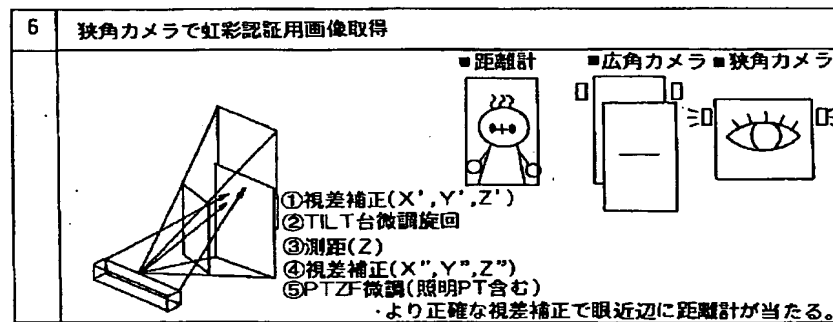 6 狭角カメラで虹彩認証用画像取得
■距離計 ■広角カメラ ■狭角カメラ
①視差補正(X',Y',Z')
②TILT台微調旋回
③測距(Z)
④視差補正(X",Y",Z")
⑤PTZF微調(照明PT含む)
・より正確な視差補正で眼近辺に距離計が当たる。